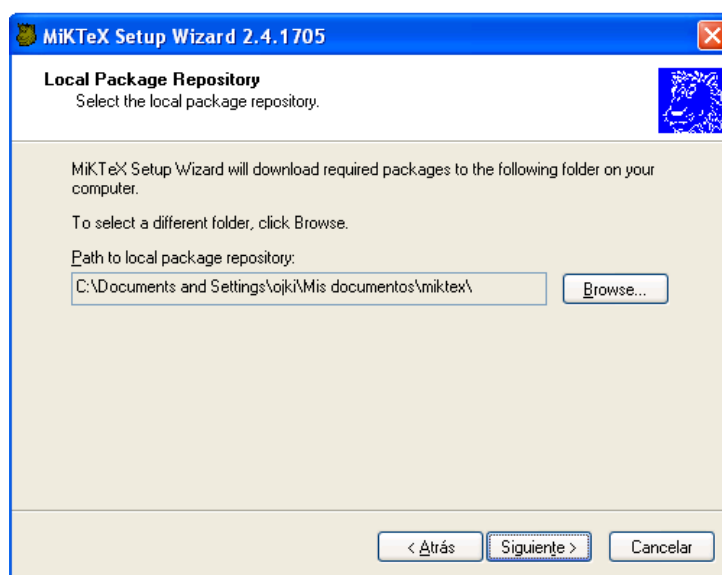 MiKTeX Setup Wizard 2.4.1705
Local Package Repository
Select the local package repository.
MiKTeX Setup Wizard will download required packages to the following folder on your
computer.
To select a different folder, click Browse.
Path to local package repository:
C:\Documents and Settings\ojki\Mis documentos\miktex\
Browse...
< Atrás
Siguiente >
Cancelar